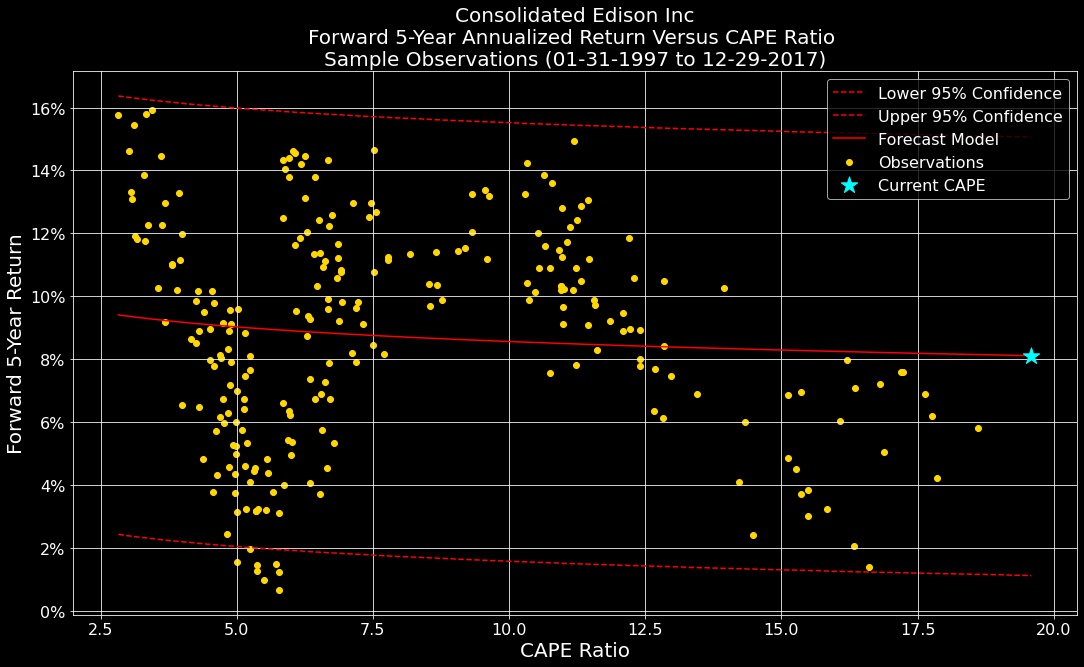 Consolidated Edison Inc
Forward 5-Year Annualized Return Versus CAPE Ratio
Sample Observations (01-31-1997 to 12-29-2017)
Lower 95% Confidence
Upper 95% Confidence
Forecast Model
Observations
Current CAPE
Forward 5-Year Return
16%
14%
12%
10%
8%
6%
4%
2%
0%
2.5 5.0 7.5 10.0 12.5 15.0 17.5 20.0
CAPE Ratio